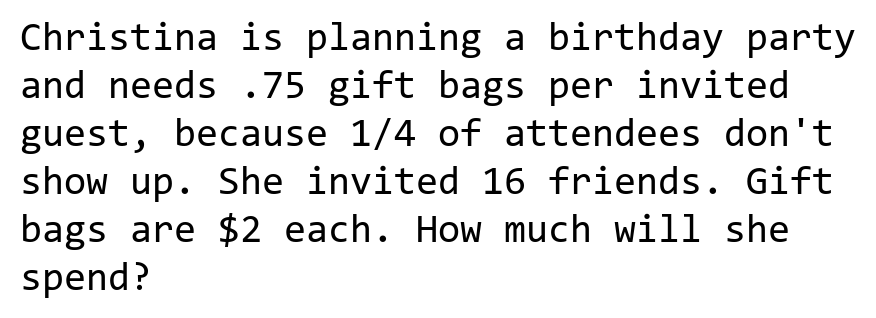 Christina is planning a birthday party
and needs .75 gift bags per invited
guest, because 1/4 of attendees don't
show up. She invited 16 friends. Gift
bags are $2 each. How much will she
spend?